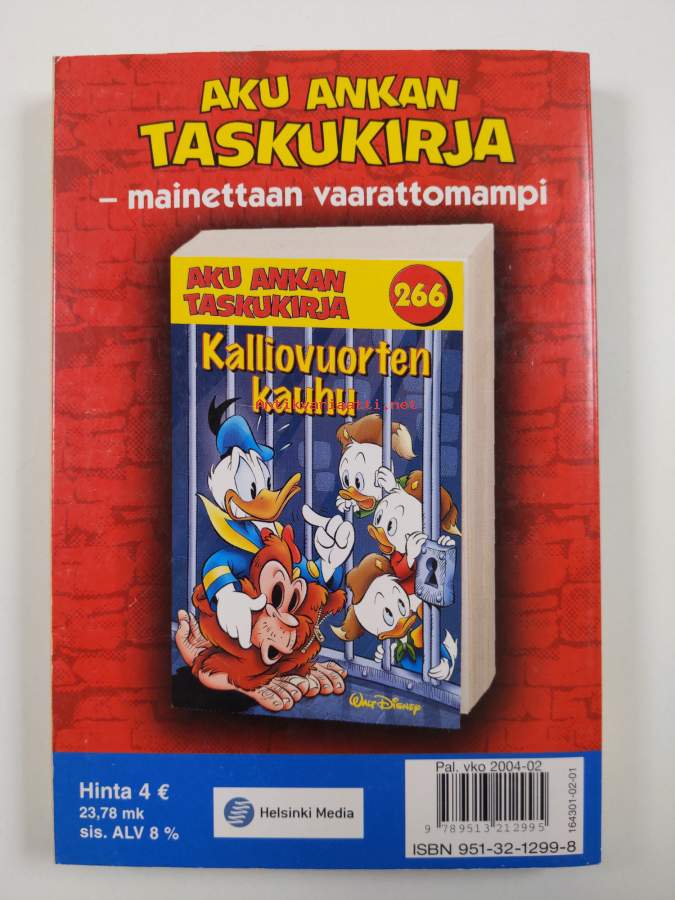 AKU ANKAN
TASKUKIRJA
– mainettaan vaarattomampi
AKU ANKAN
TASKUKIRJA
266
Kalliovuorten
kauhu
Antikvariaatti.net
WALT DISNEY
Hinta 4 €
23,78 mk
sis. ALV 8 %
Helsinki Media
Pal. vko 2004-02
9 789513 212995
ISBN 951-32-1299-8
164301-02-01